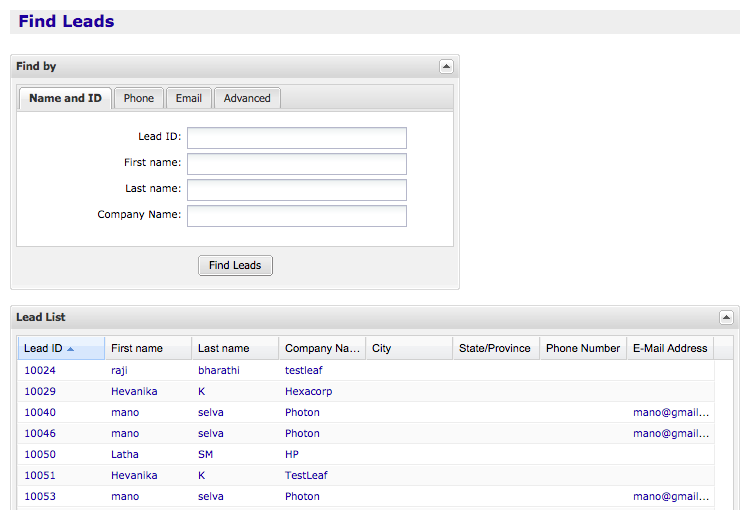 Find Leads
Find by
Name and ID Phone Email Advanced
Lead ID:
First name:
Last name:
Company Name:
Find Leads
Lead List
Lead ID First name Last name Company Na... City State/Province Phone Number E-Mail Address
10024 raji bharathi testleaf
10029 Hevanika K Hexacorp
10040 mano selva Photon mano@gmail...
10046 mano selva Photon mano@gmail...
10050 Latha SM HP
10051 Hevanika K TestLeaf
10053 mano selva Photon mano@gmail...